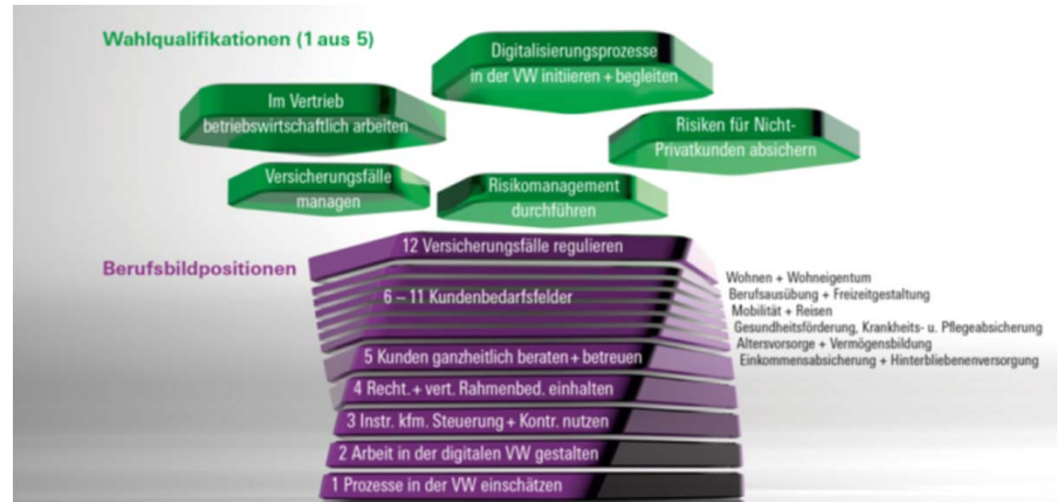 Wahlqualifikationen (1 aus 5)
Digitalisierungsprozesse
in der VW initiieren + begleiten
Im Vertrieb
betriebswirtschaftlich arbeiten
Risiken für Nicht-
Privatkunden absichern
Versicherungsfälle
managen
Risikomanagement
durchführen
Berufsbildpositionen
12 Versicherungsfälle regulieren
6 – 11 Kundenbedarfsfelder
Wohnen + Wohneigentum
Berufsausübung + Freizeitgestaltung
Mobilität + Reisen
Gesundheitsförderung, Krankheits- u. Pflegeabsicherung
Altersvorsorge + Vermögensbildung
Einkommensabsicherung + Hinterbliebenenversorgung
5 Kunden ganzheitlich beraten + betreuen
4 Recht. + vert. Rahmenbed. einhalten
3 Instr. kfm. Steuerung + Kontr. nutzen
2 Arbeit in der digitalen VW gestalten
1 Prozesse in der VW einschätzen